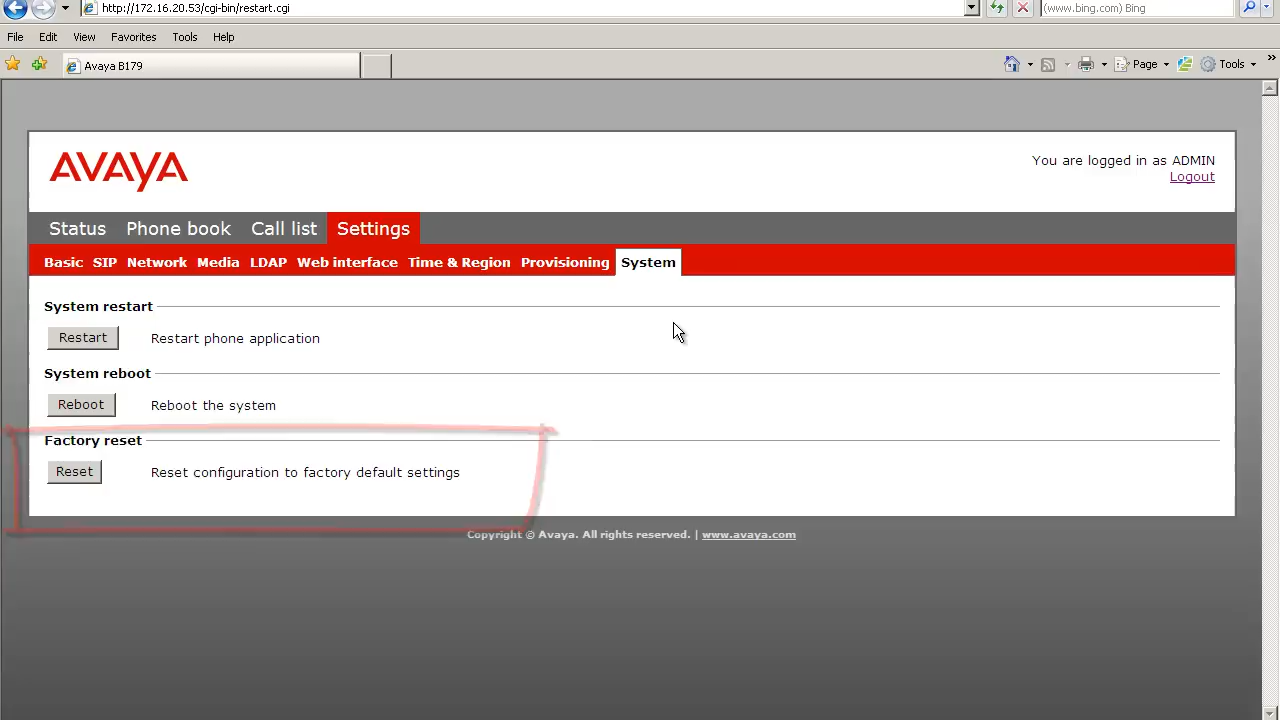 http://172.16.20.53/cgi-bin/restart.cgi
(www.bing.com) Bing
File Edit View Favorites Tools Help
Avaya B179
Page Tools
AVAYA
You are logged in as ADMIN
Logout
Status Phone book Call list Settings
Basic SIP Network Media LDAP Web interface Time & Region Provisioning System
System restart
Restart Restart phone application
System reboot
Reboot Reboot the system
Factory reset
Reset Reset configuration to factory default settings
Copyright © Avaya. All rights reserved. | www.avaya.com